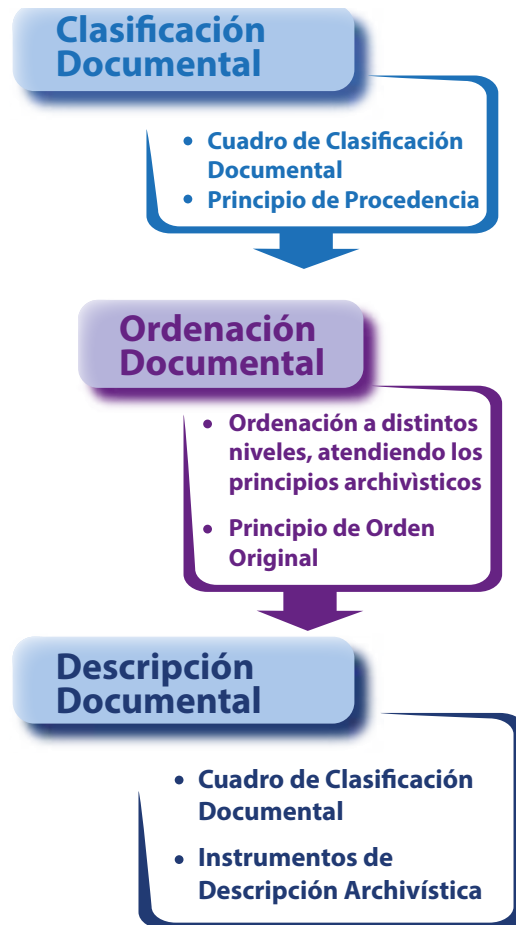 Clasificación
Documental
• Cuadro de Clasificación
Documental
• Principio de Procedencia
Ordenación
Documental
• Ordenación a distintos
niveles, atendiendo los
principios archivìsticos
• Principio de Orden
Original
Descripción
Documental
• Cuadro de Clasificación
Documental
• Instrumentos de
Descripción Archivística